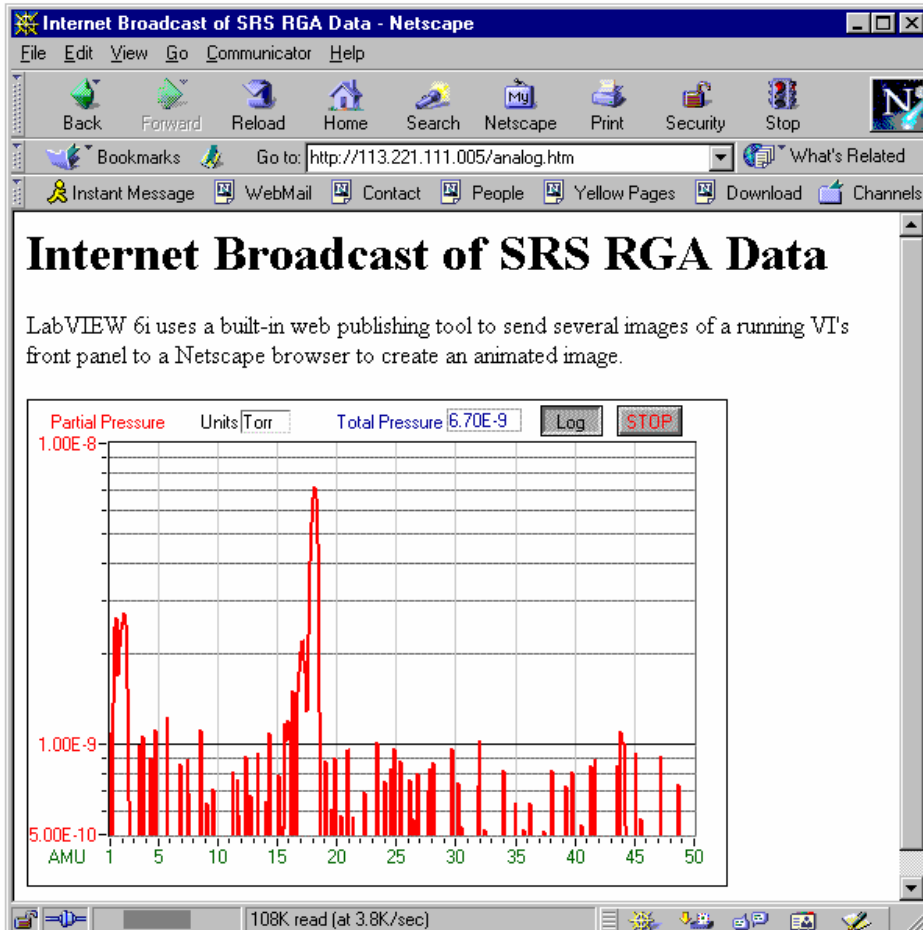 Internet Broadcast of SRS RGA Data - Netscape
File Edit View Go Communicator Help
Back Forward Reload Home Search Netscape Print Security Stop
My
N
Bookmarks Go to: http://113.221.111.005/analog.htm What's Related
Instant Message WebMail Contact People Yellow Pages Download Channels
Internet Broadcast of SRS RGA Data
LabVIEW 6i uses a built-in web publishing tool to send several images of a running VI's
front panel to a Netscape browser to create an animated image.
Partial Pressure Units Torr Total Pressure 6.70E-9 Log STOP
1.00E-8
1.00E-9
5.00E-10
AMU 1 5 10 15 20 25 30 35 40 45 50
108K read (at 3.8K/sec)